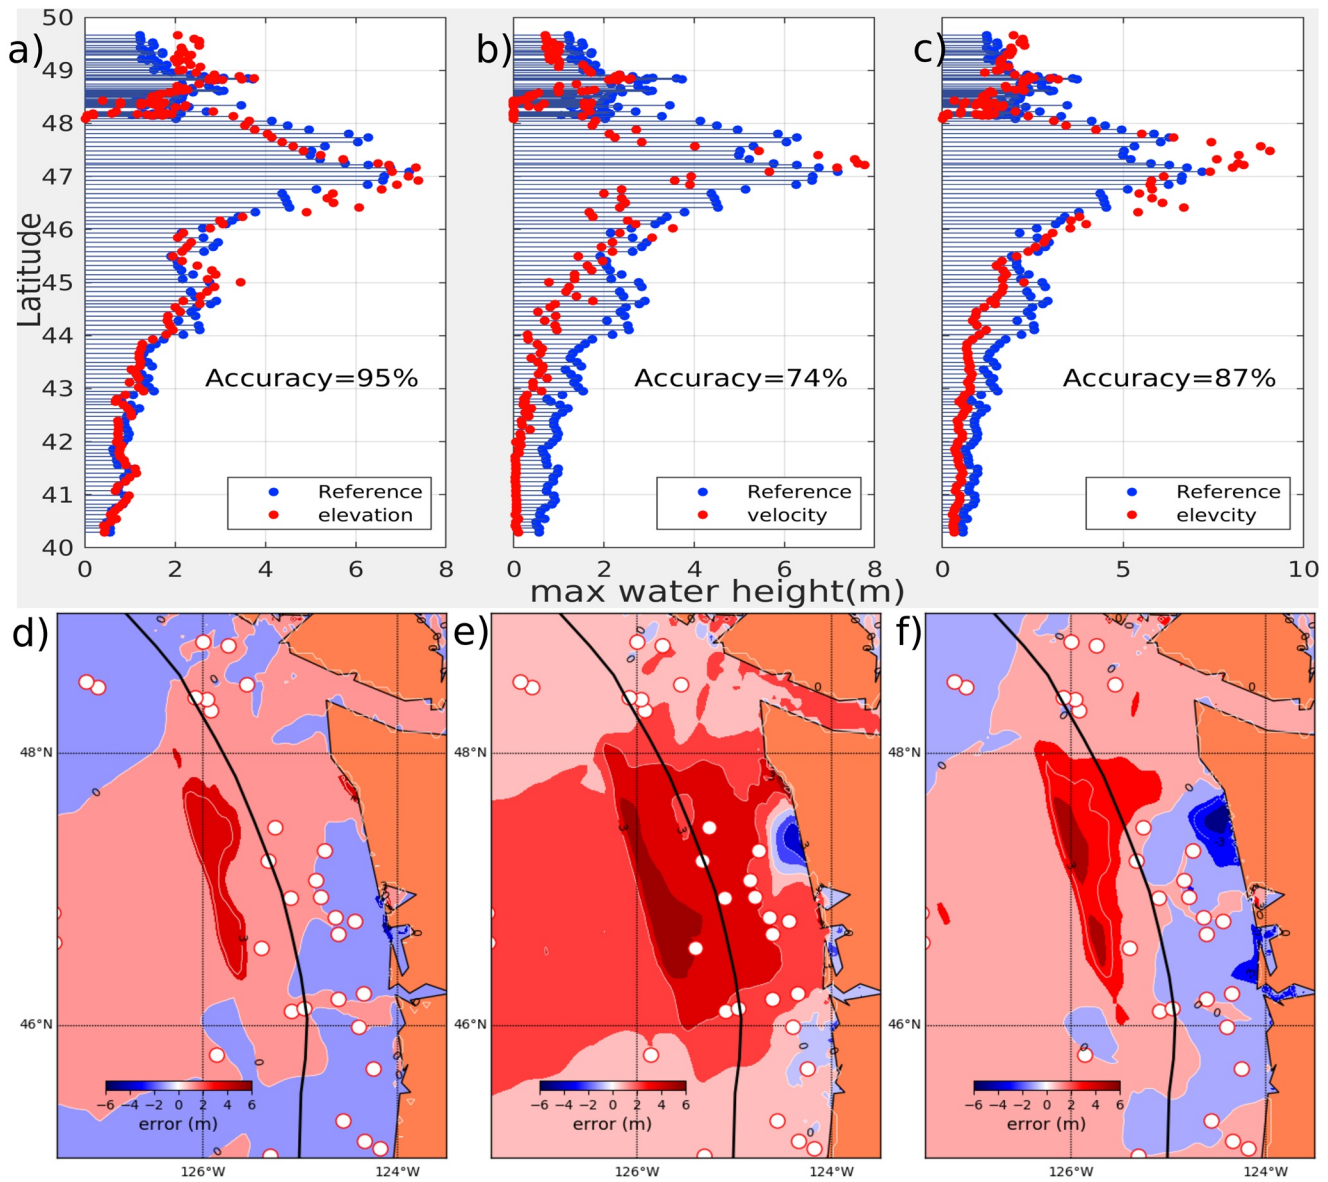 a)
b)
c)
50
49
48
47
46
45
44
43
42
41
40
Latitude
Accuracy=95%
Accuracy=74%
Accuracy=87%
Reference
elevation
Reference
velocity
Reference
elevcity
0 2 4 6 8
0 2 4 6 8
0 5 10
max water height(m)
d)
e)
f)
48°N
48°N
48°N
46°N
46°N
46°N
−6 −4 −2 0 2 4 6
error (m)
−6 −4 −2 0 2 4 6
error (m)
−6 −4 −2 0 2 4 6
error (m)
126°W 124°W
126°W 124°W
126°W 124°W